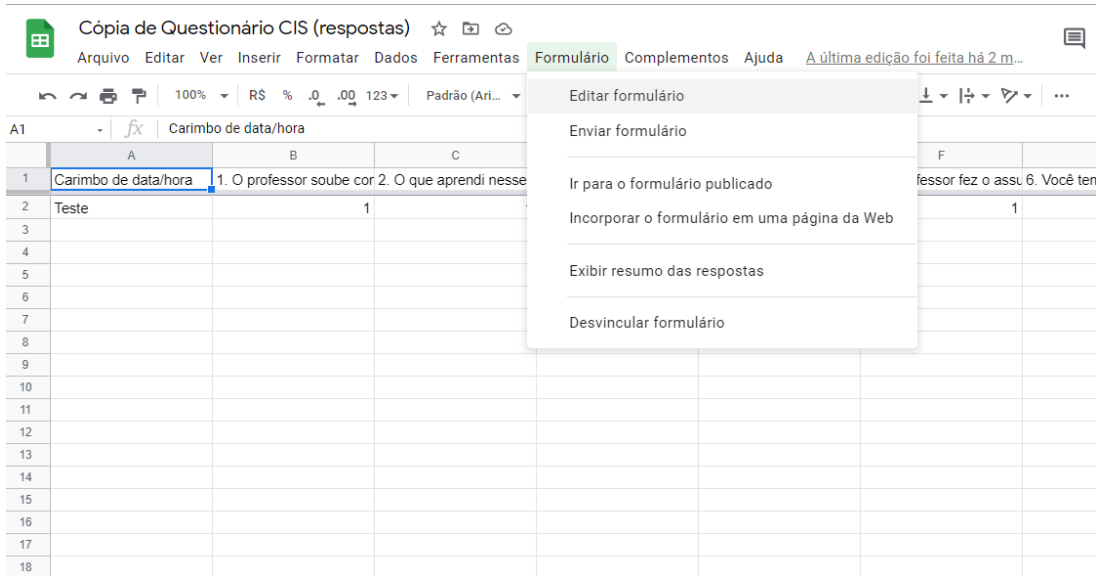 Cópia de Questionário CIS (respostas)
Arquivo Editar Ver Inserir Formatar Dados Ferramentas Formulário Complementos Ajuda A última edição foi feita há 2 m...
100% R$ % .0 .00 123 Padrão (Ari...
Editar formulário
A1 fx Carimbo de data/hora
Enviar formulário
A B C F
1 Carimbo de data/hora 1. O professor soube cor 2. O que aprendi nesse fessor fez o assu 6. Você ten
Ir para o formulário publicado
2 Teste 1 1
Incorporar o formulário em uma página da Web
3
4
5
Exibir resumo das respostas
6
7
Desvincular formulário
8
9
10
11
12
13
14
15
16
17
18